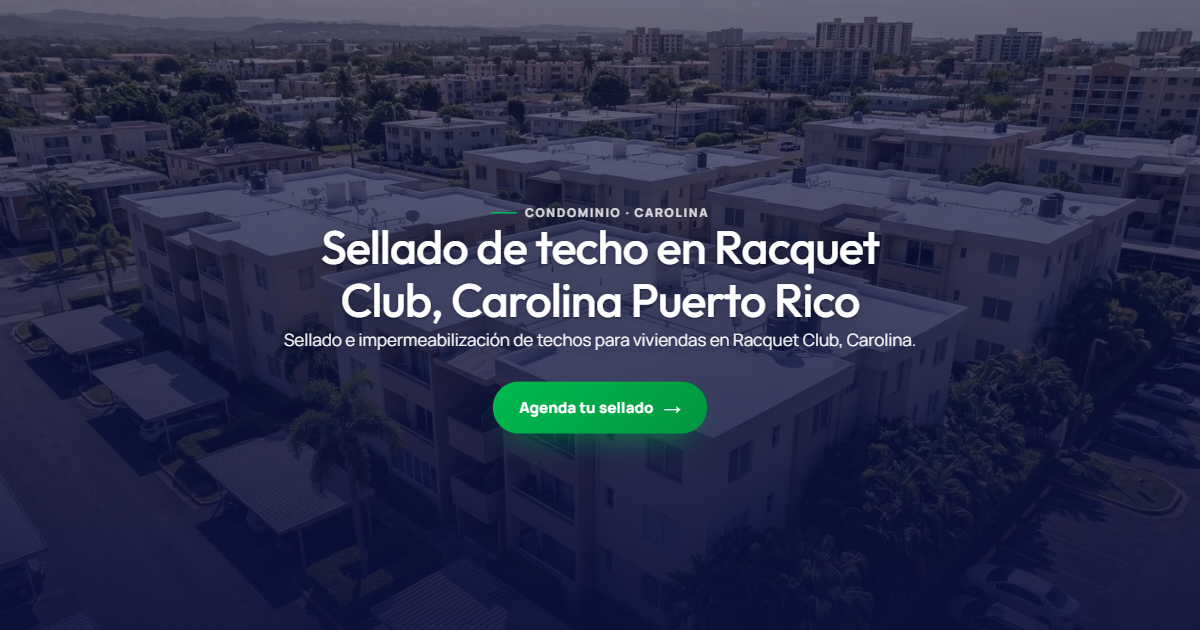 CONDOMINIO · CAROLINA
Sellado de techo en Racquet
Club, Carolina Puerto Rico
Sellado e impermeabilización de techos para viviendas en Racquet Club, Carolina.
Agenda tu sellado →